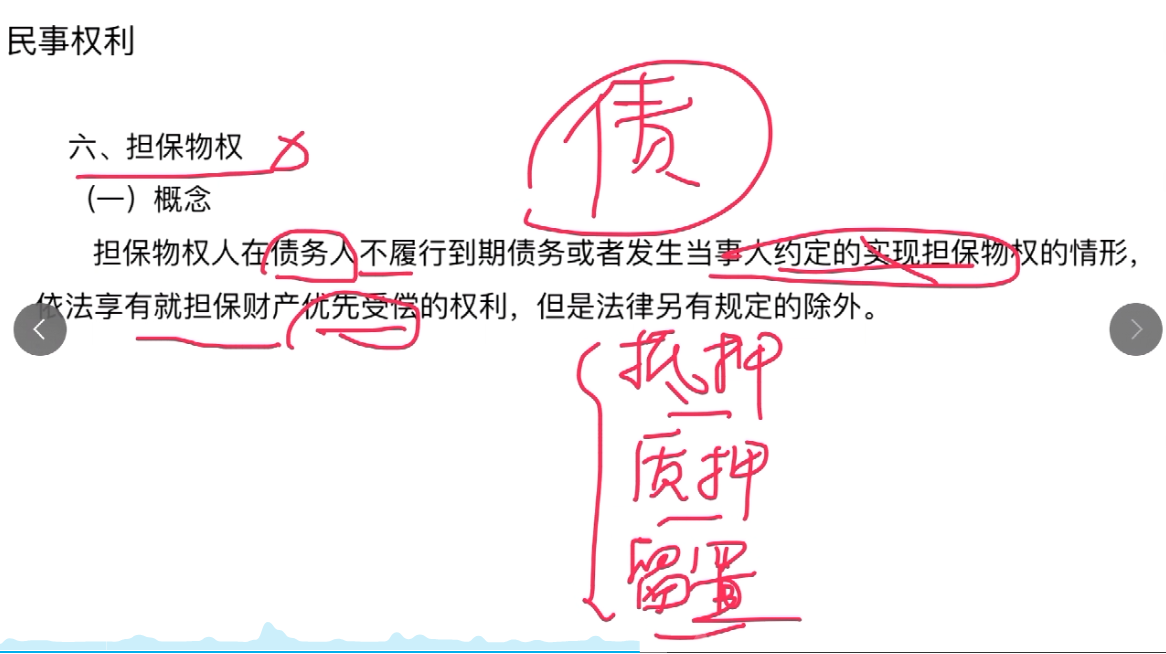 民事权利
债
六、担保物权
（一）概念
担保物权人在债务人不履行到期债务或者发生当事人约定的实现担保物权的情形，
依法享有就担保财产优先受偿的权利，但是法律另有规定的除外。
抵押
质押
留置